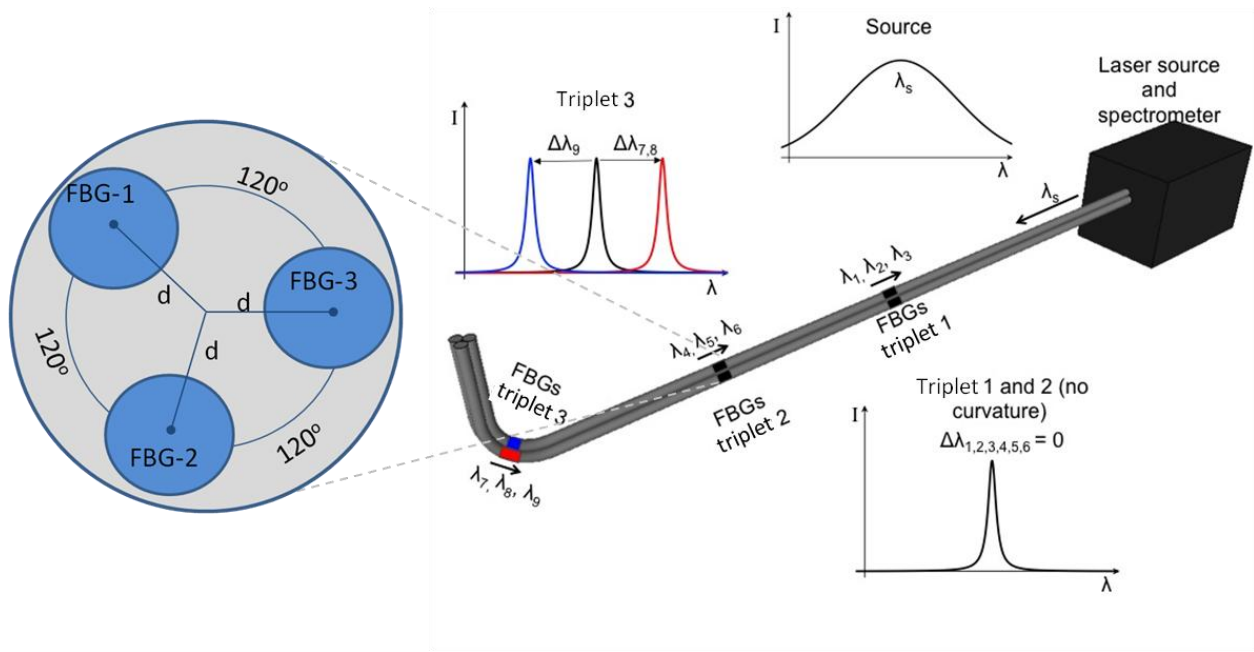 FBG-1
120°
FBG-3
d
d
d
120°
FBG-2
120°
Triplet 3
I
Δλ9
Δλ7,8
λ
I
Source
λs
λ
Laser source
and
spectrometer
λs
λ1, λ2, λ3
FBGs
triplet 1
λ4, λ5, λ6
FBGs
triplet 2
FBGs
triplet 3
λ7, λ8, λ9
Triplet 1 and 2 (no
curvature)
Δλ1,2,3,4,5,6 = 0
I
λ